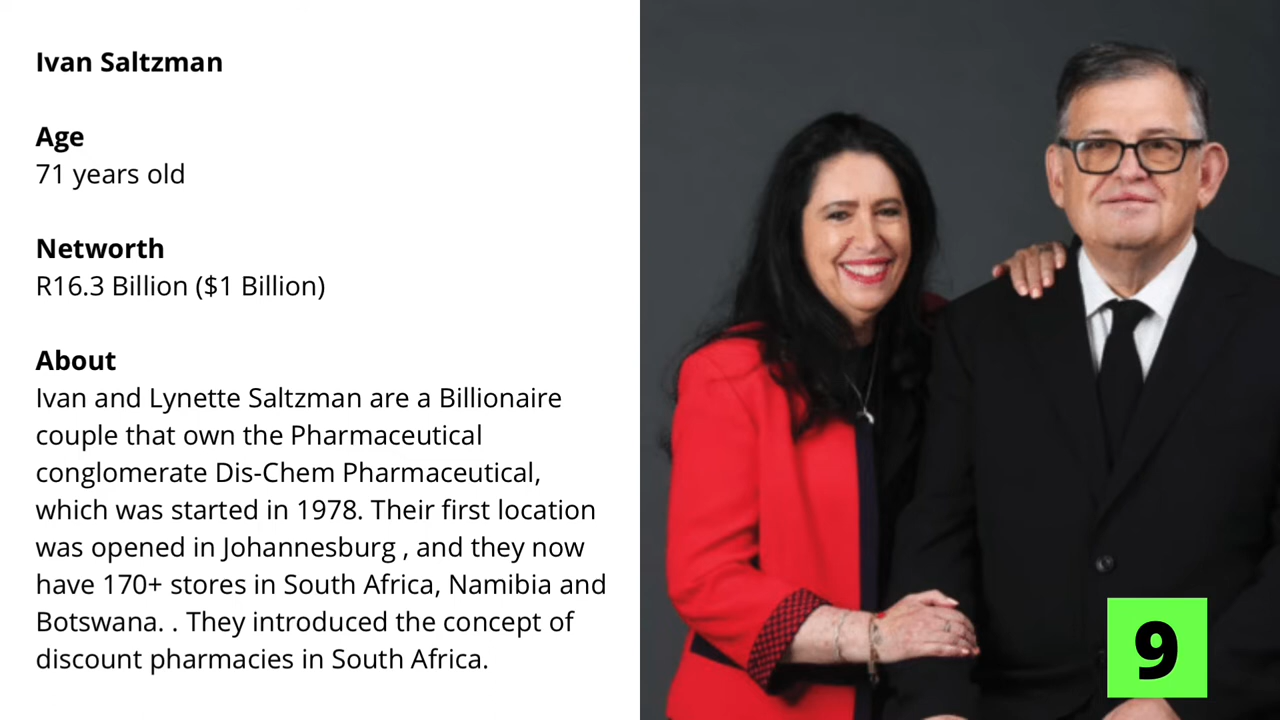 Ivan Saltzman
Age
71 years old
Networth
R16.3 Billion ($1 Billion)
About
Ivan and Lynette Saltzman are a Billionaire
couple that own the Pharmaceutical
conglomerate Dis-Chem Pharmaceutical,
which was started in 1978. Their first location
was opened in Johannesburg , and they now
have 170+ stores in South Africa, Namibia and
Botswana. . They introduced the concept of
discount pharmacies in South Africa.
9